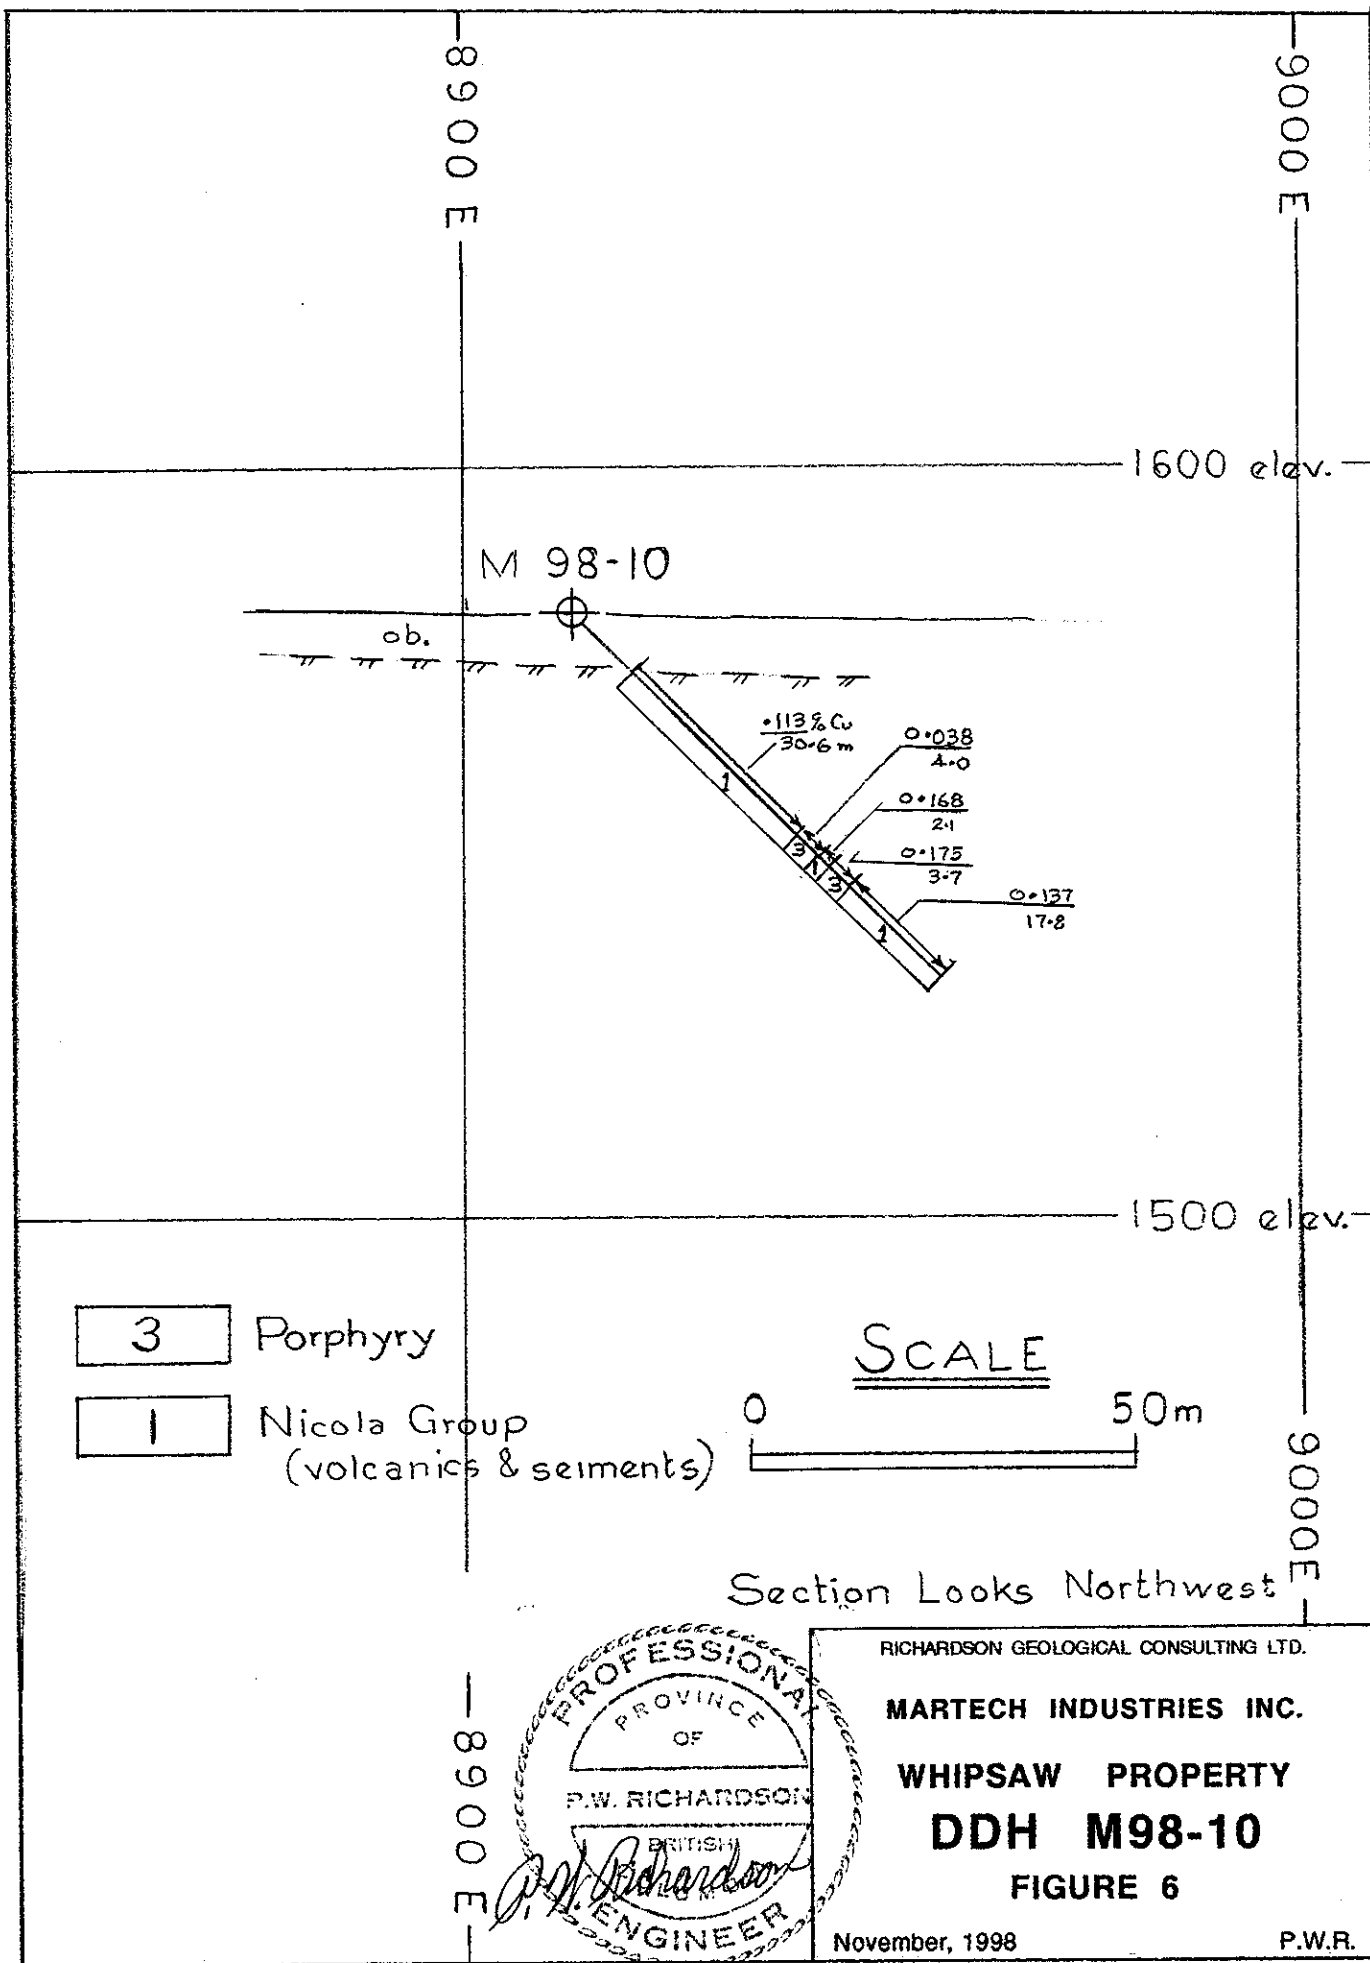 8900 E
9000 E
1600 elev.
M 98-10
ob.
.113 % Cu
30.6 m
0.038
4.0
0.168
2.1
0.175
3.7
0.137
17.8
1
3
1
3
1
1500 elev.
3 Porphyry
1 Nicola Group
(volcanics & seiments)
SCALE
0 50m
9000E
Section Looks Northwest
8900 E
PROFESSIONAL
PROVINCE
OF
P.W. RICHARDSON
BRITISH
P.W. Richardson
ENGINEER
RICHARDSON GEOLOGICAL CONSULTING LTD.
MARTECH INDUSTRIES INC.
WHIPSAW PROPERTY
DDH M98-10
FIGURE 6
November, 1998 P.W.R.